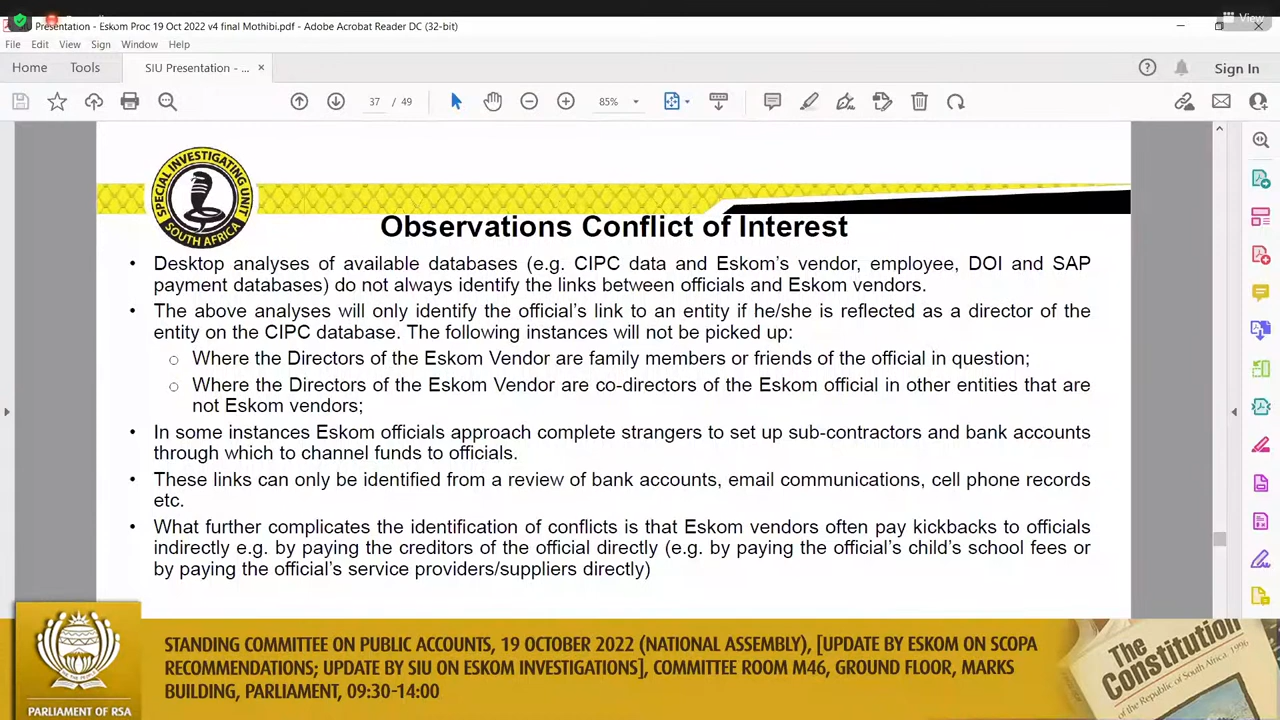 View
Presentation - Eskom Proc 19 Oct 2022 v4 final Mothibi.pdf - Adobe Acrobat Reader DC (32-bit)
File Edit View Sign Window Help
Home Tools SIU Presentation - ... × Sign In
37 / 49 85%
SPECIAL INVESTIGATING UNIT
SOUTH AFRICA
Observations Conflict of Interest
• Desktop analyses of available databases (e.g. CIPC data and Eskom's vendor, employee, DOI and SAP
payment databases) do not always identify the links between officials and Eskom vendors.
• The above analyses will only identify the official's link to an entity if he/she is reflected as a director of the
entity on the CIPC database. The following instances will not be picked up:
○ Where the Directors of the Eskom Vendor are family members or friends of the official in question;
○ Where the Directors of the Eskom Vendor are co-directors of the Eskom official in other entities that are
not Eskom vendors;
• In some instances Eskom officials approach complete strangers to set up sub-contractors and bank accounts
through which to channel funds to officials.
• These links can only be identified from a review of bank accounts, email communications, cell phone records
etc.
• What further complicates the identification of conflicts is that Eskom vendors often pay kickbacks to officials
indirectly e.g. by paying the creditors of the official directly (e.g. by paying the official's child's school fees or
by paying the official's service providers/suppliers directly)
STANDING COMMITTEE ON PUBLIC ACCOUNTS, 19 OCTOBER 2022 (NATIONAL ASSEMBLY), [UPDATE BY ESKOM ON SCOPA
RECOMMENDATIONS; UPDATE BY SIU ON ESKOM INVESTIGATIONS], COMMITTEE ROOM M46, GROUND FLOOR, MARKS
BUILDING, PARLIAMENT, 09:30-14:00
PARLIAMENT OF RSA
The
Constitution
of the Republic of South Africa, 1996